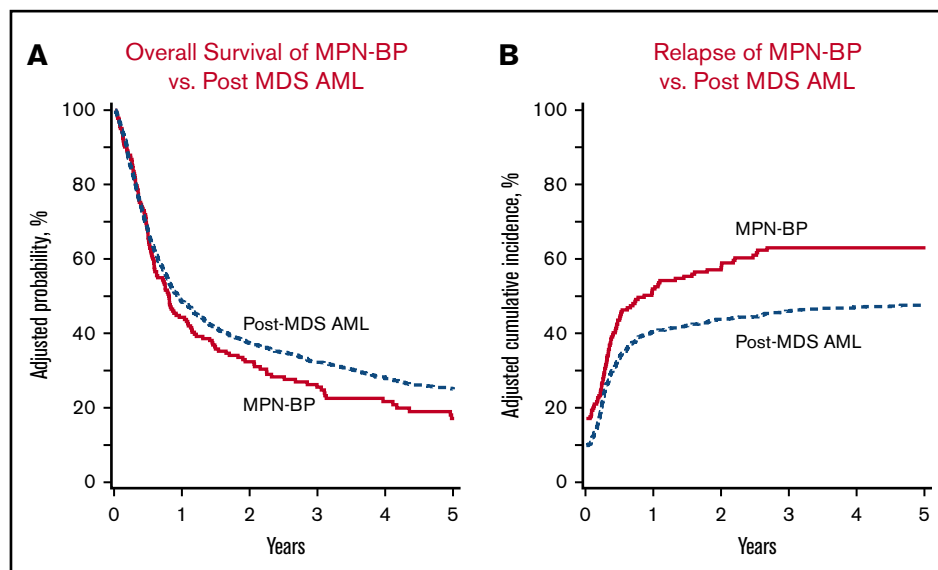 A
Overall Survival of MPN-BP
vs. Post MDS AML
Adjusted probability, %
100
80
60
40
20
0
Post-MDS AML
MPN-BP
0 1 2 3 4 5
Years
B
Relapse of MPN-BP
vs. Post MDS AML
Adjusted cumulative incidence, %
100
80
60
40
20
0
MPN-BP
Post-MDS AML
0 1 2 3 4 5
Years